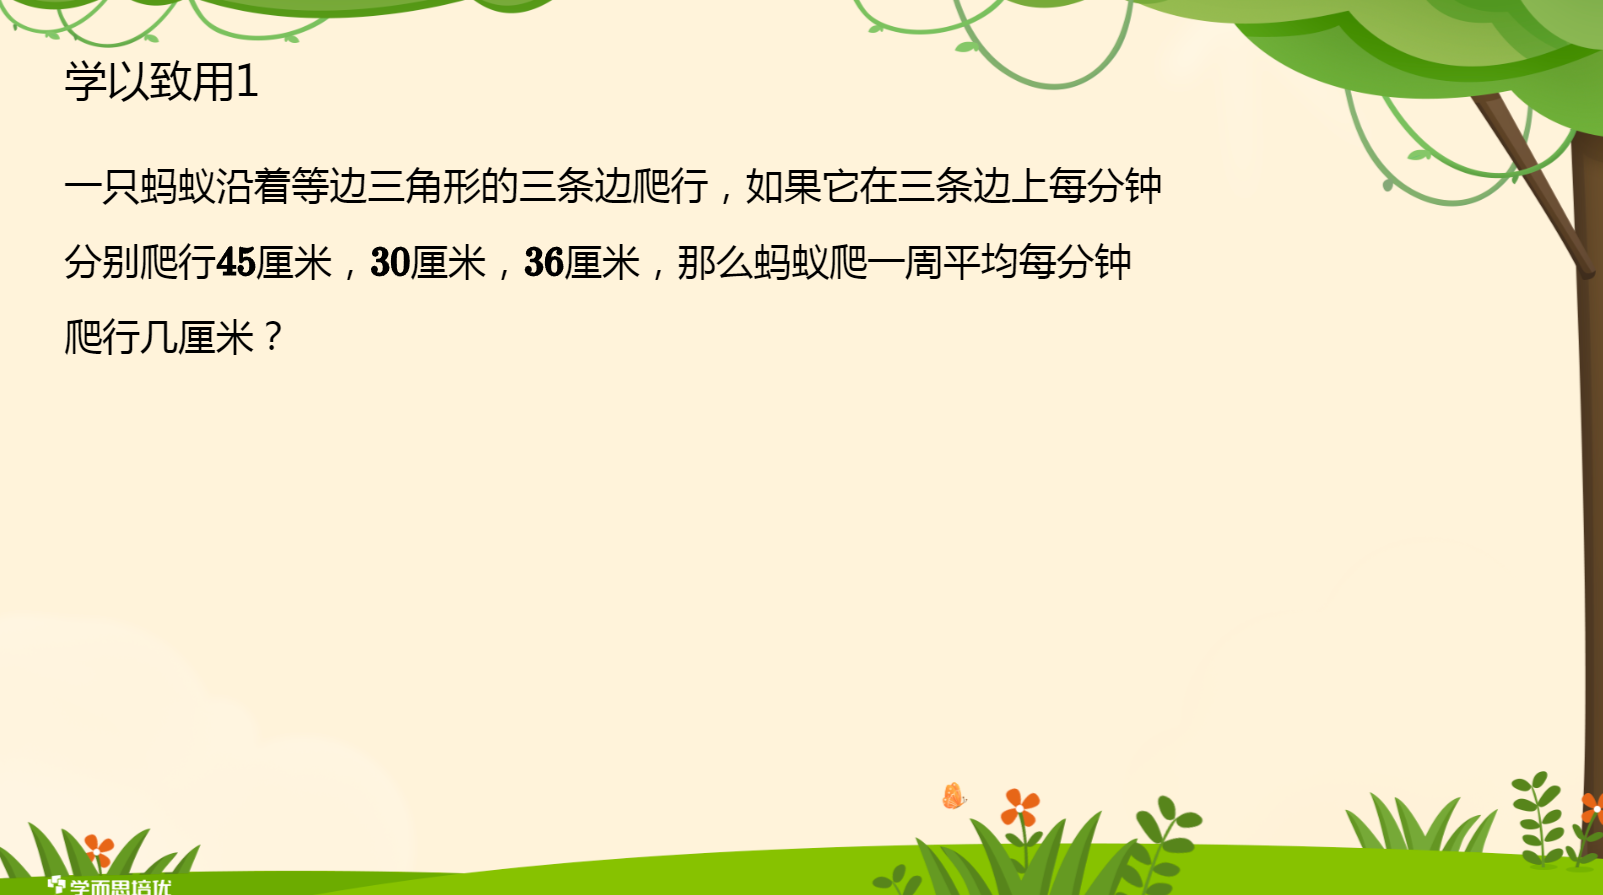 学以致用1
一只蚂蚁沿着等边三角形的三条边爬行，如果它在三条边上每分钟
分别爬行45厘米，30厘米，36厘米，那么蚂蚁爬一周平均每分钟
爬行几厘米？
学而思培优